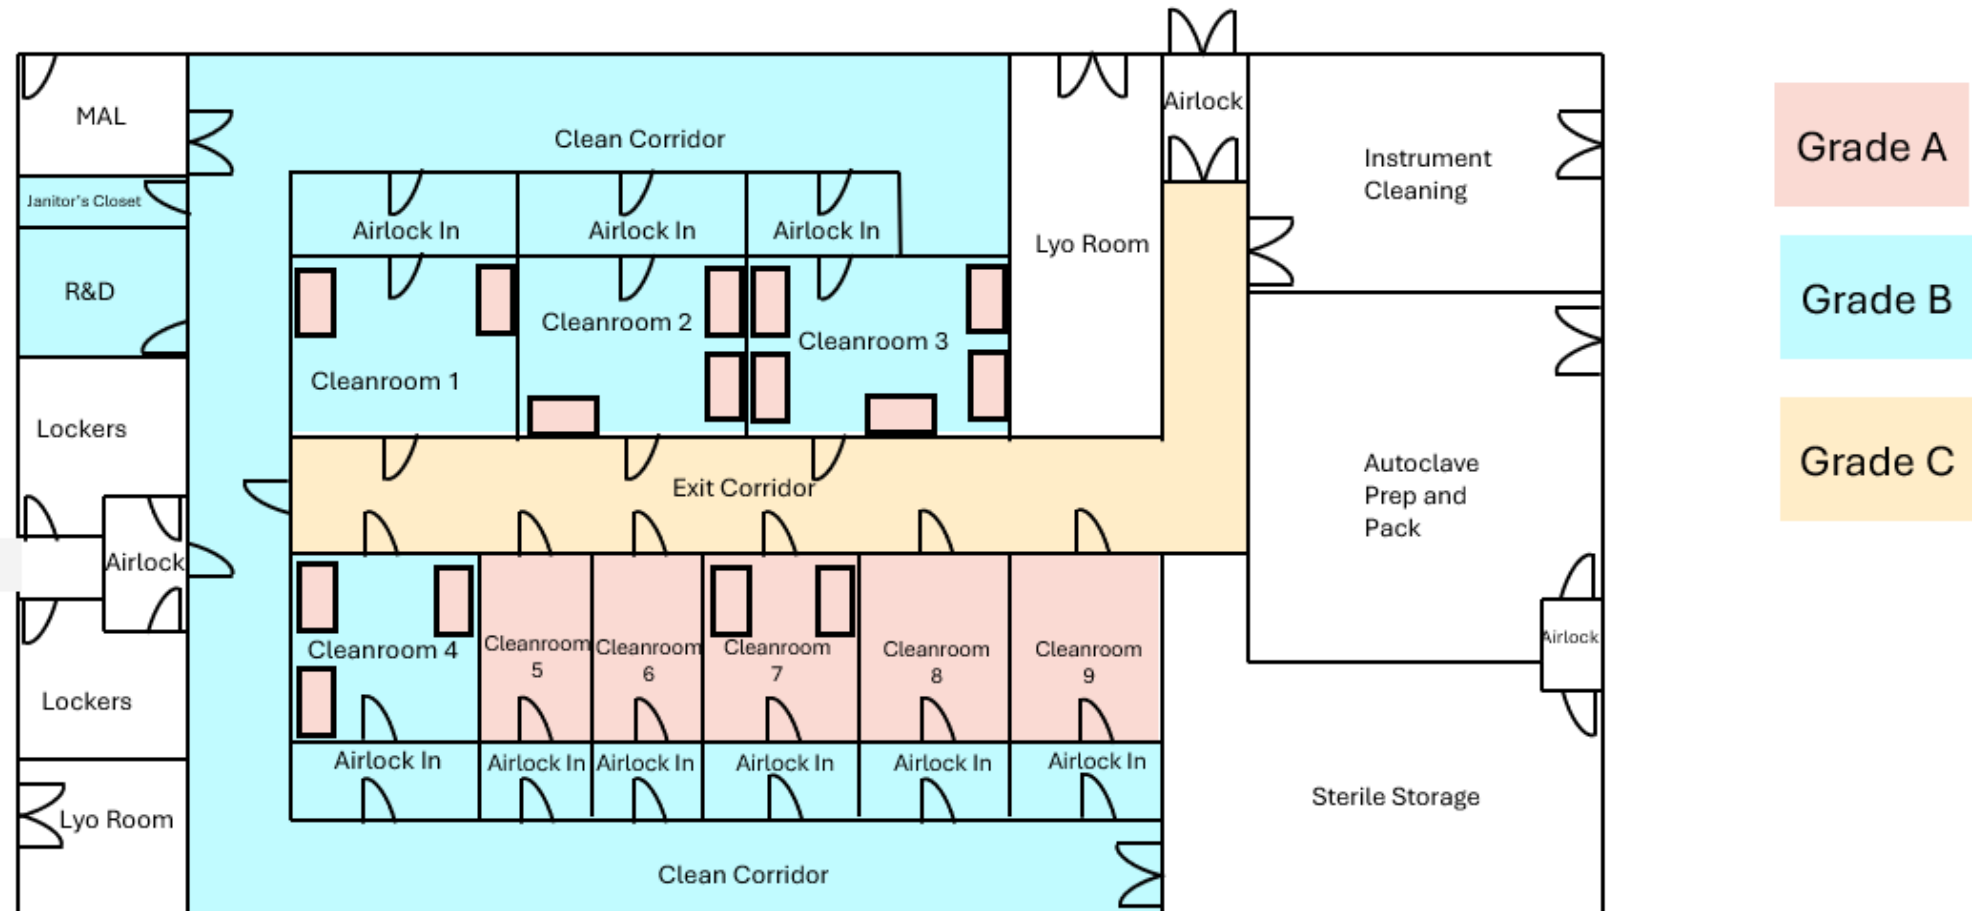 MAL
Janitor's Closet
R&D
Lockers
Airlock
Lockers
Lyo Room
Clean Corridor
Airlock In
Airlock In
Airlock In
Cleanroom 1
Cleanroom 2
Cleanroom 3
Exit Corridor
Cleanroom 4
Cleanroom
5
Cleanroom
6
Cleanroom
7
Cleanroom
8
Cleanroom
9
Airlock In
Airlock In
Airlock In
Airlock In
Airlock In
Airlock In
Clean Corridor
Lyo Room
Airlock
Instrument
Cleaning
Autoclave
Prep and
Pack
Airlock
Sterile Storage
Grade A
Grade B
Grade C